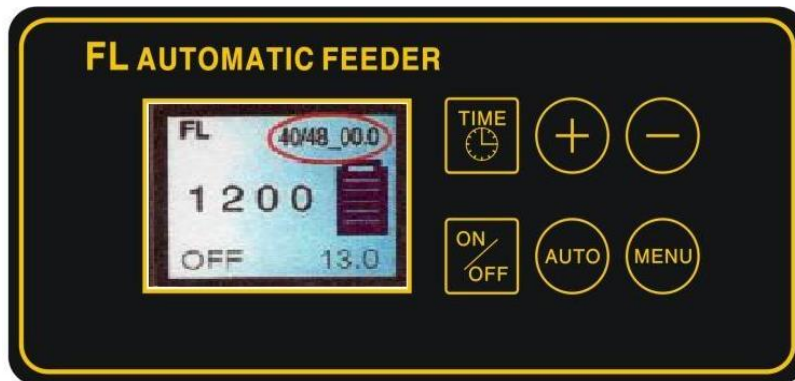 FL AUTOMATIC FEEDER
FL 40/48_00.0
1200
OFF 13.0
TIME
+ −
ON/OFF
AUTO
MENU